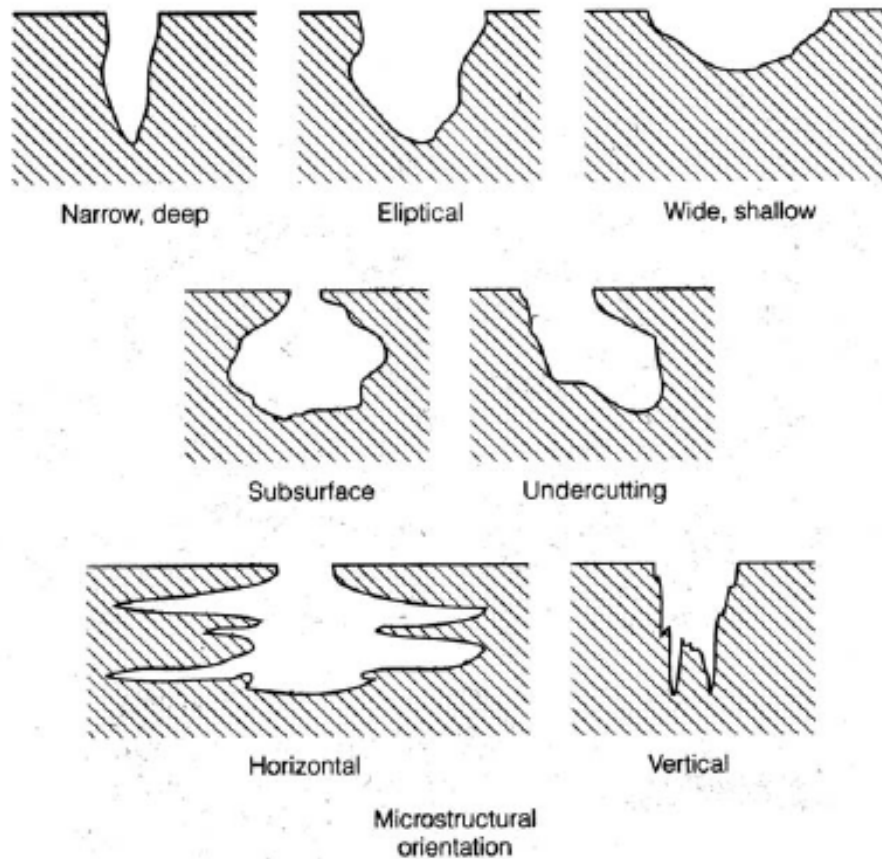 Narrow, deep
Eliptical
Wide, shallow
Subsurface
Undercutting
Horizontal
Vertical
Microstructural
orientation